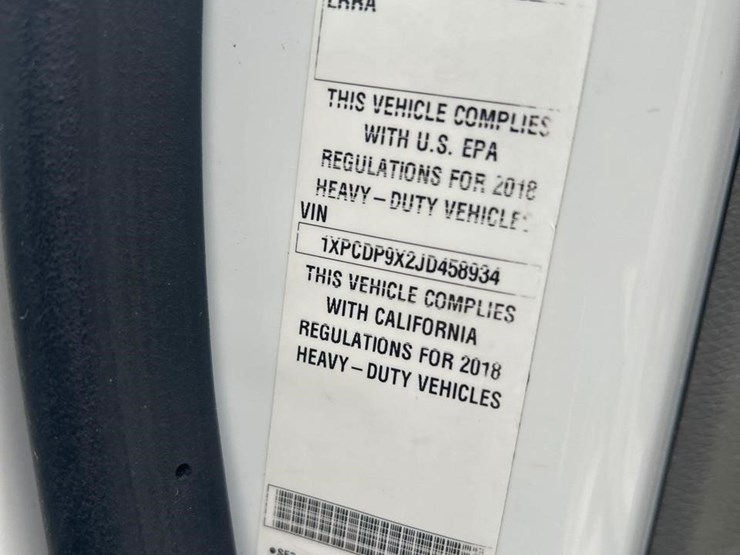 THIS VEHICLE COMPLIES
WITH U.S. EPA
REGULATIONS FOR 2018
HEAVY-DUTY VEHICLES
VIN
1XPCDP9X2JD458934
THIS VEHICLE COMPLIES
WITH CALIFORNIA
REGULATIONS FOR 2018
HEAVY-DUTY VEHICLES